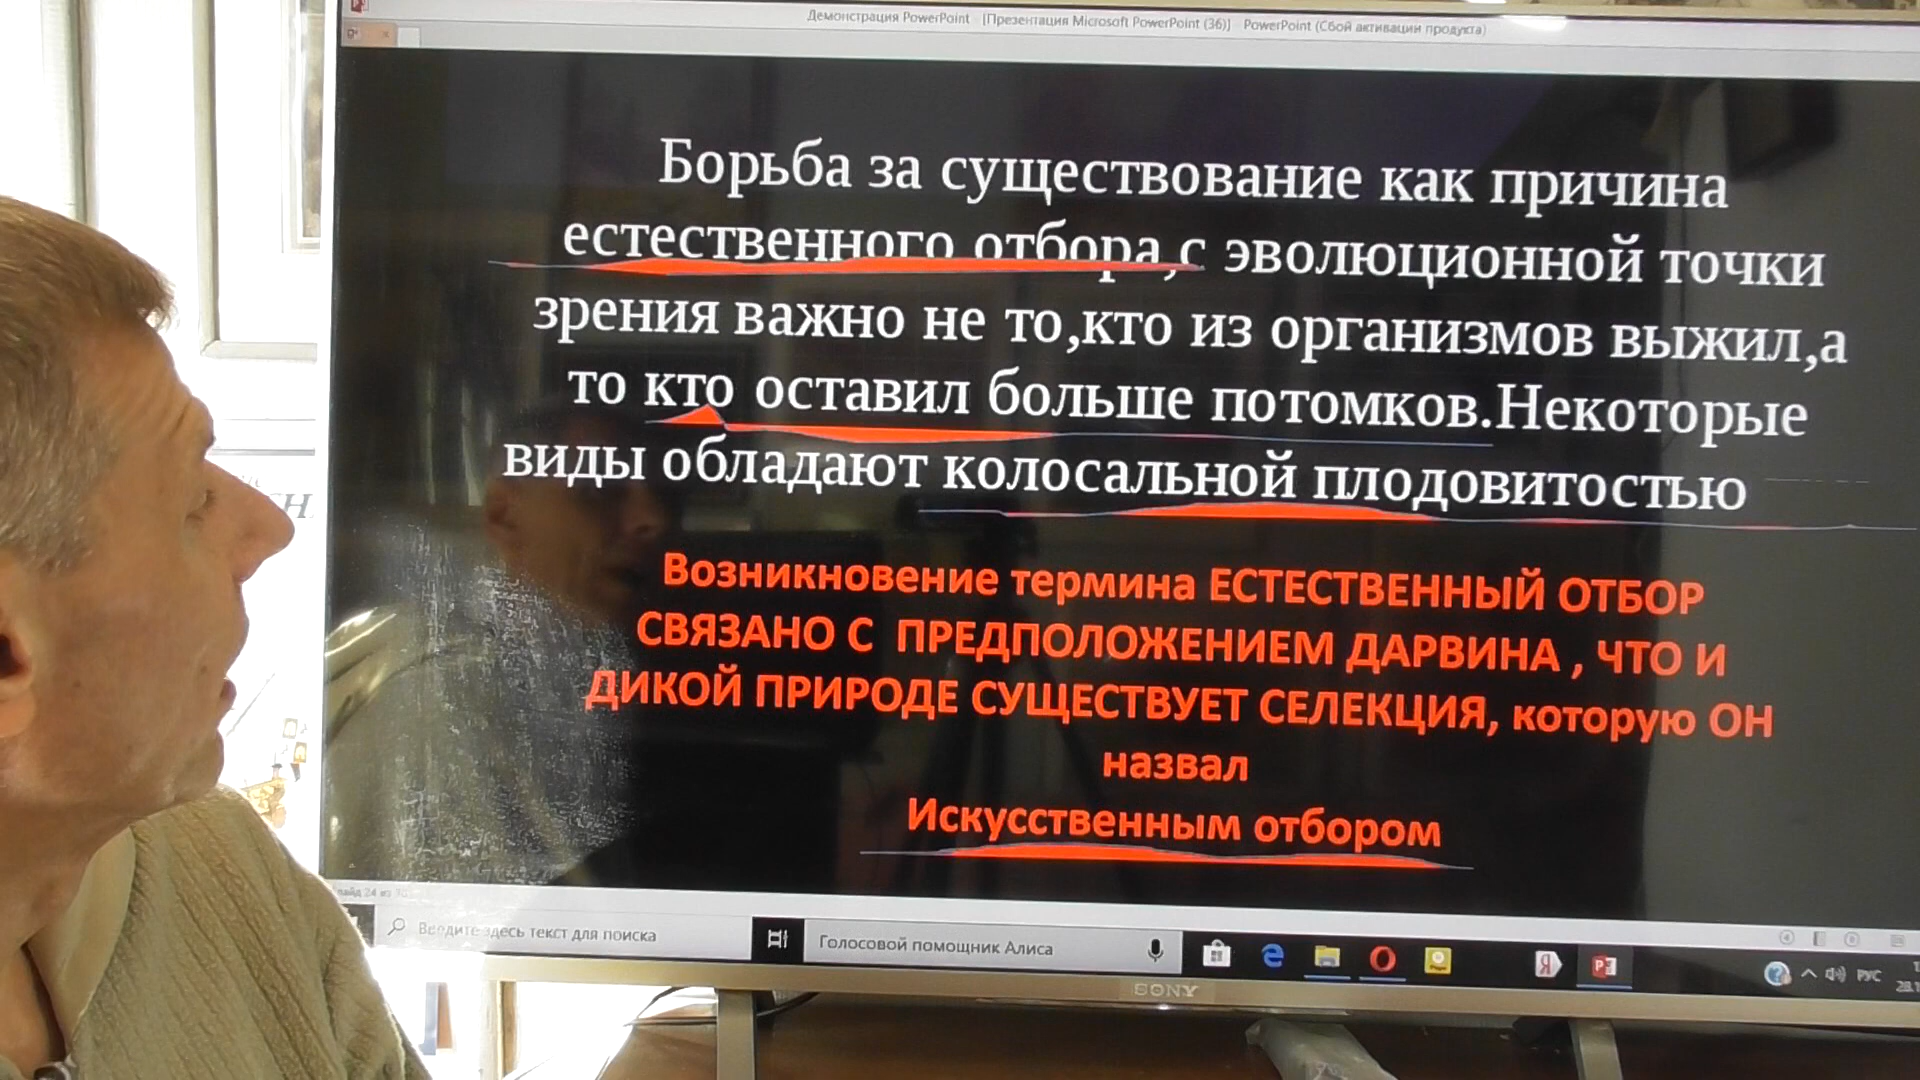 Демонстрация PowerPoint - [Презентация Microsoft PowerPoint (36)] - PowerPoint (Сбой активации продукта)
Борьба за существование как причина
естественного отбора,с эволюционной точки
зрения важно не то,кто из организмов выжил,а
то кто оставил больше потомков.Некоторые
виды обладают колосальной плодовитостью
Возникновение термина ЕСТЕСТВЕННЫЙ ОТБОР
СВЯЗАНО С ПРЕДПОЛОЖЕНИЕМ ДАРВИНА , ЧТО И
ДИКОЙ ПРИРОДЕ СУЩЕСТВУЕТ СЕЛЕКЦИЯ, которую ОН
назвал
Искусственным отбором
Введите здесь текст для поиска
Голосовой помощник Алиса
РУС
SONY